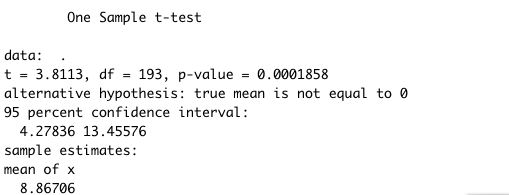 One Sample t-test
data:  .
t = 3.8113, df = 193, p-value = 0.0001858
alternative hypothesis: true mean is not equal to 0
95 percent confidence interval:
4.27836 13.45576
sample estimates:
mean of x
8.86706